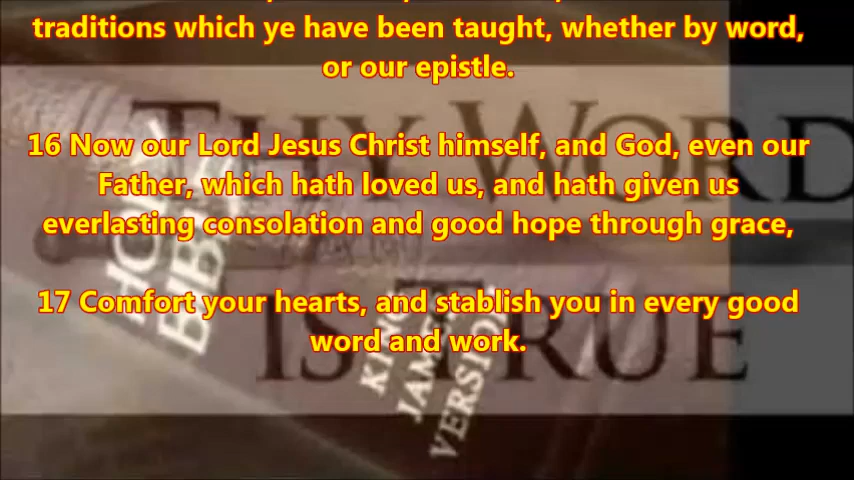 traditions which ye have been taught, whether by word,
or our epistle.
16 Now our Lord Jesus Christ himself, and God, even our
Father, which hath loved us, and hath given us
everlasting consolation and good hope through grace,
17 Comfort your hearts, and stablish you in every good
word and work.
THY WORD
IS TRUE
HOLY
BIBLE
KING
JAMES
VERSION